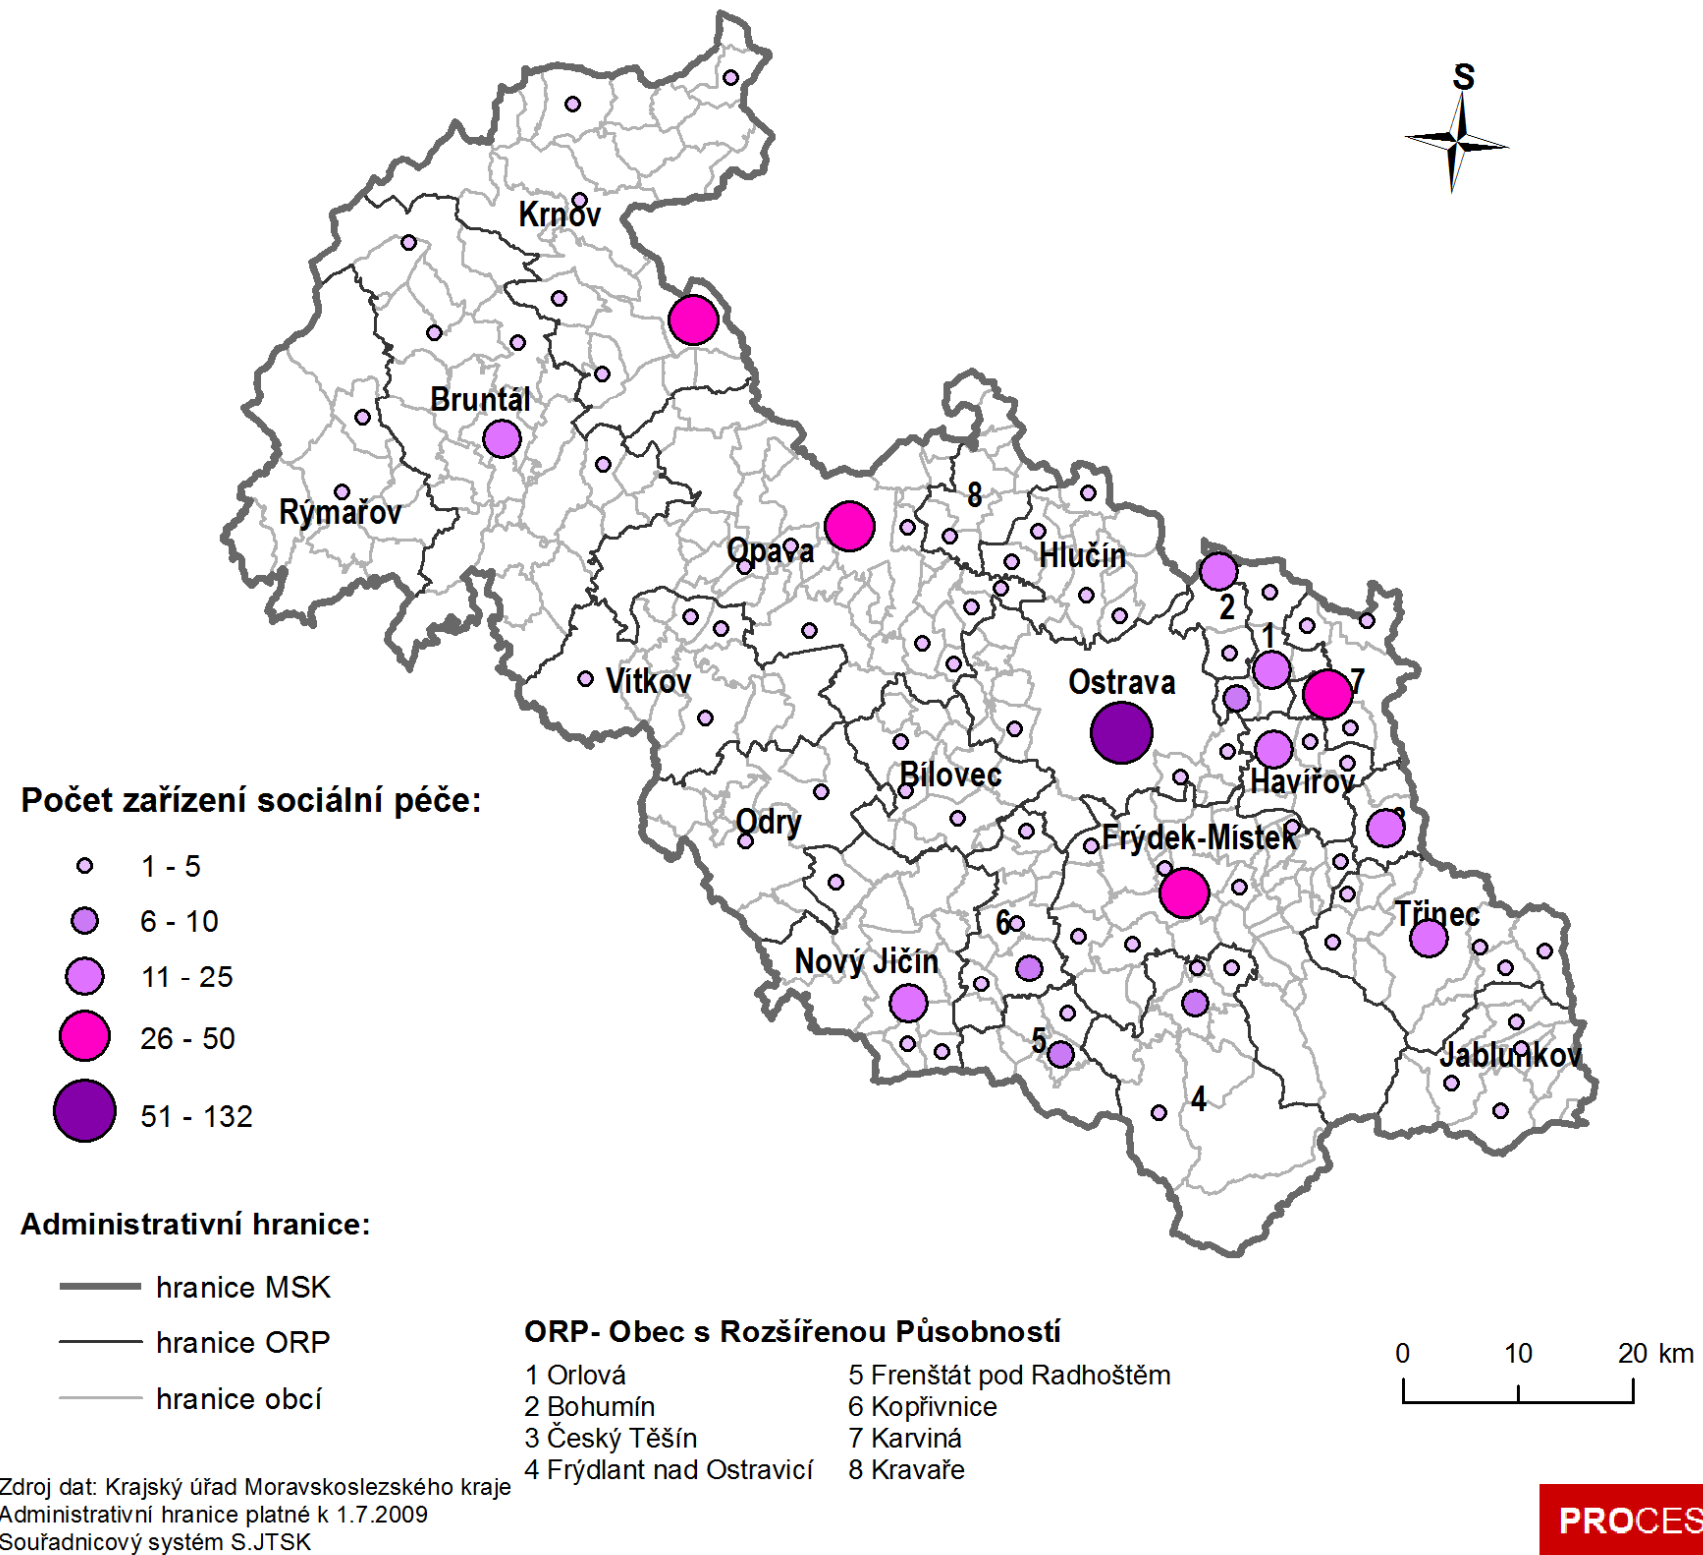 S
Krnov
Bruntál
Rýmařov
8
Opava
Hlučín
2
1
Vítkov
Ostrava
7
Bílovec
Havířov
Odry
Frýdek-Místek
3
6
Třinec
Nový Jičín
5
Jablunkov
4
Počet zařízení sociální péče:
1 - 5
6 - 10
11 - 25
26 - 50
51 - 132
Administrativní hranice:
hranice MSK
hranice ORP
hranice obcí
ORP- Obec s Rozšířenou Působností
1 Orlová
2 Bohumín
3 Český Těšín
4 Frýdlant nad Ostravicí
5 Frenštát pod Radhoštěm
6 Kopřivnice
7 Karviná
8 Kravaře
0 10 20 km
Zdroj dat: Krajský úřad Moravskoslezského kraje
Administrativní hranice platné k 1.7.2009
Souřadnicový systém S.JTSK
PROCES